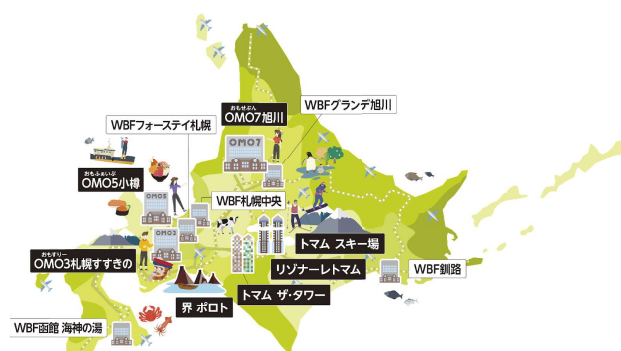 おもせぶん
OMO7旭川
WBFグランデ旭川
WBFフォーステイ札幌
OMO7
おもふぁいぶ
OMO5小樽
OMO5
WBF札幌中央
OMO3
おもすりー
OMO3札幌すすきの
トマム スキー場
リゾナーレトマム
WBF釧路
トマム ザ・タワー
界 ポロト
WBF函館 海神の湯